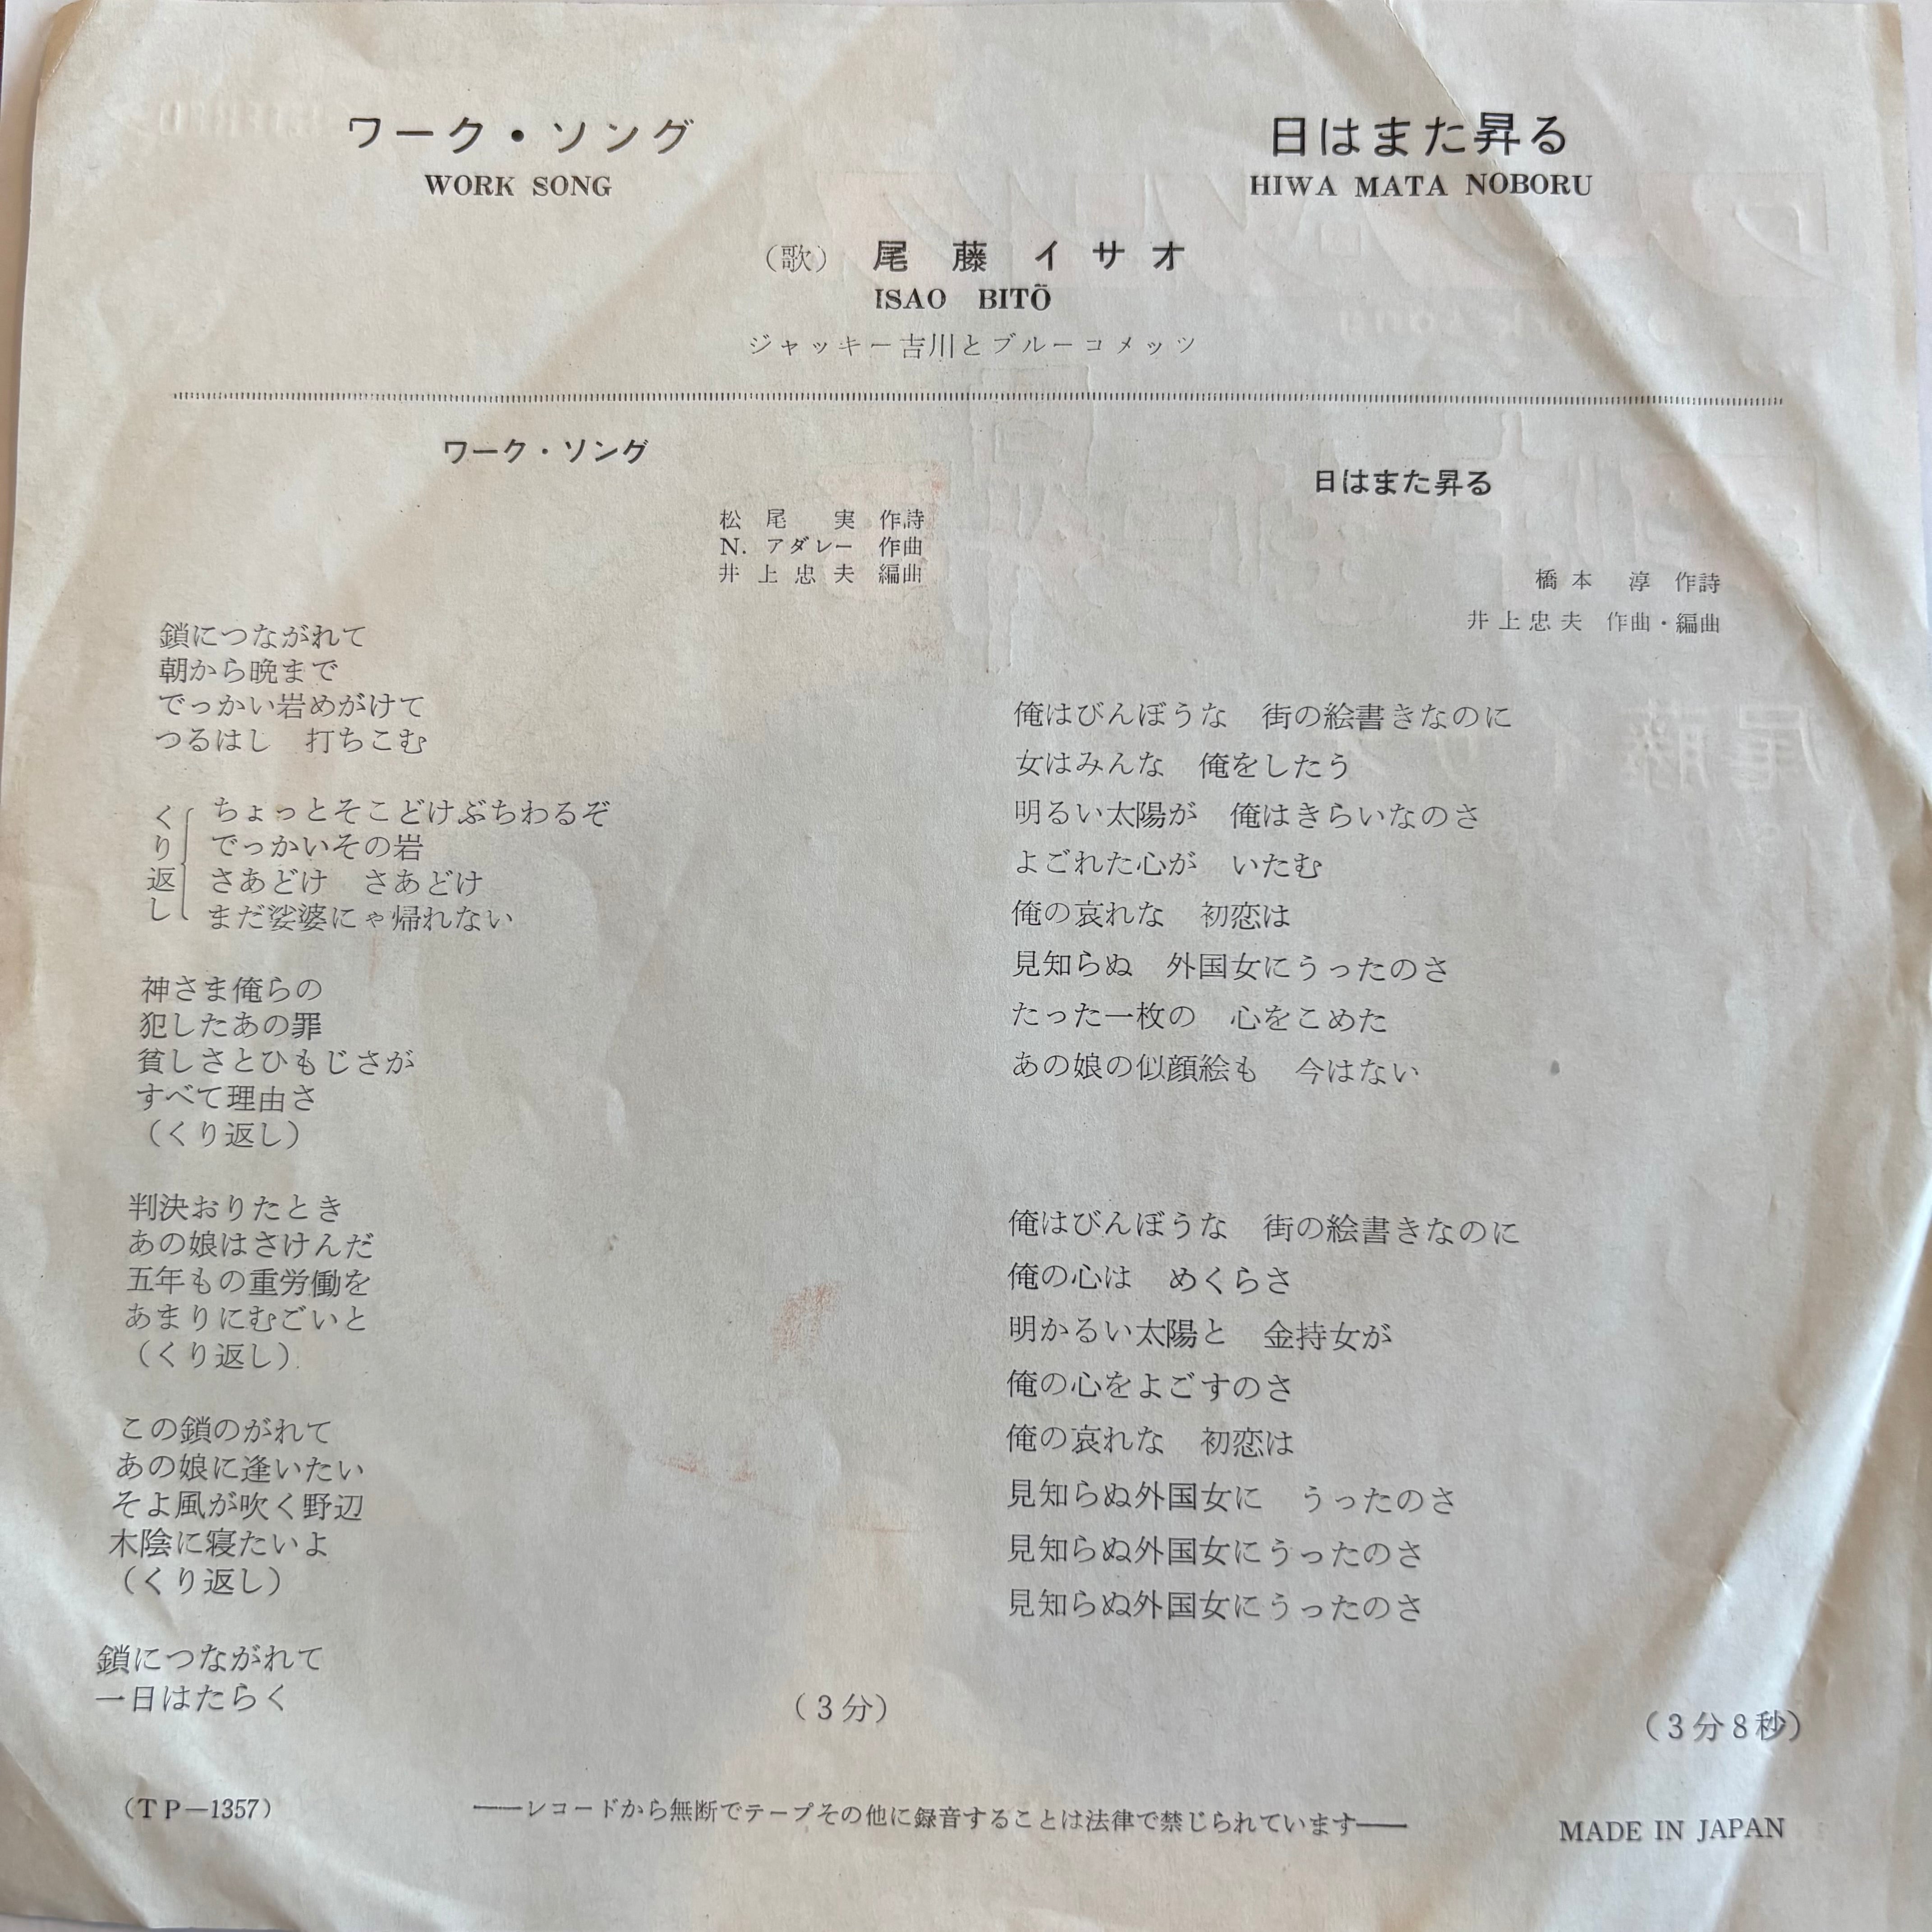 ワーク・ソング
WORK SONG
日はまた昇る
HIWA MATA NOBORU
（歌） 尾藤イサオ
ISAO BITŌ
ジャッキー吉川とブルーコメッツ
ワーク・ソング
松尾 実 作詩
N. アダレー 作曲
井上忠夫 編曲
鎖につながれて
朝から晩まで
でっかい岩めがけて
つるはし 打ちこむ
くり返し
ちょっとそこどけぶちわるぞ
でっかいその岩
さあどけ さあどけ
まだ娑婆にゃ帰れない
神さま俺らの
犯したあの罪
貧しさとひもじさが
すべて理由さ
（くり返し）
判決おりたとき
あの娘はさけんだ
五年もの重労働を
あまりにむごいと
（くり返し）
この鎖のがれて
あの娘に逢いたい
そよ風が吹く野辺
木陰に寝たいよ
（くり返し）
鎖につながれて
一日はたらく
（3分）
日はまた昇る
橋本 淳 作詩
井上忠夫 作曲・編曲
俺はびんぼうな 街の絵書きなのに
女はみんな 俺をしたう
明るい太陽が 俺はきらいなのさ
よごれた心が いたむ
俺の哀れな 初恋は
見知らぬ 外国女にうったのさ
たった一枚の 心をこめた
あの娘の似顔絵も 今はない
俺はびんぼうな 街の絵書きなのに
俺の心は めくらさ
明かるい太陽と 金持女が
俺の心をよごすのさ
俺の哀れな 初恋は
見知らぬ外国女に うったのさ
見知らぬ外国女にうったのさ
見知らぬ外国女にうったのさ
（3分8秒）
（TP—1357）
——レコードから無断でテープその他に録音することは法律で禁じられています——
MADE IN JAPAN